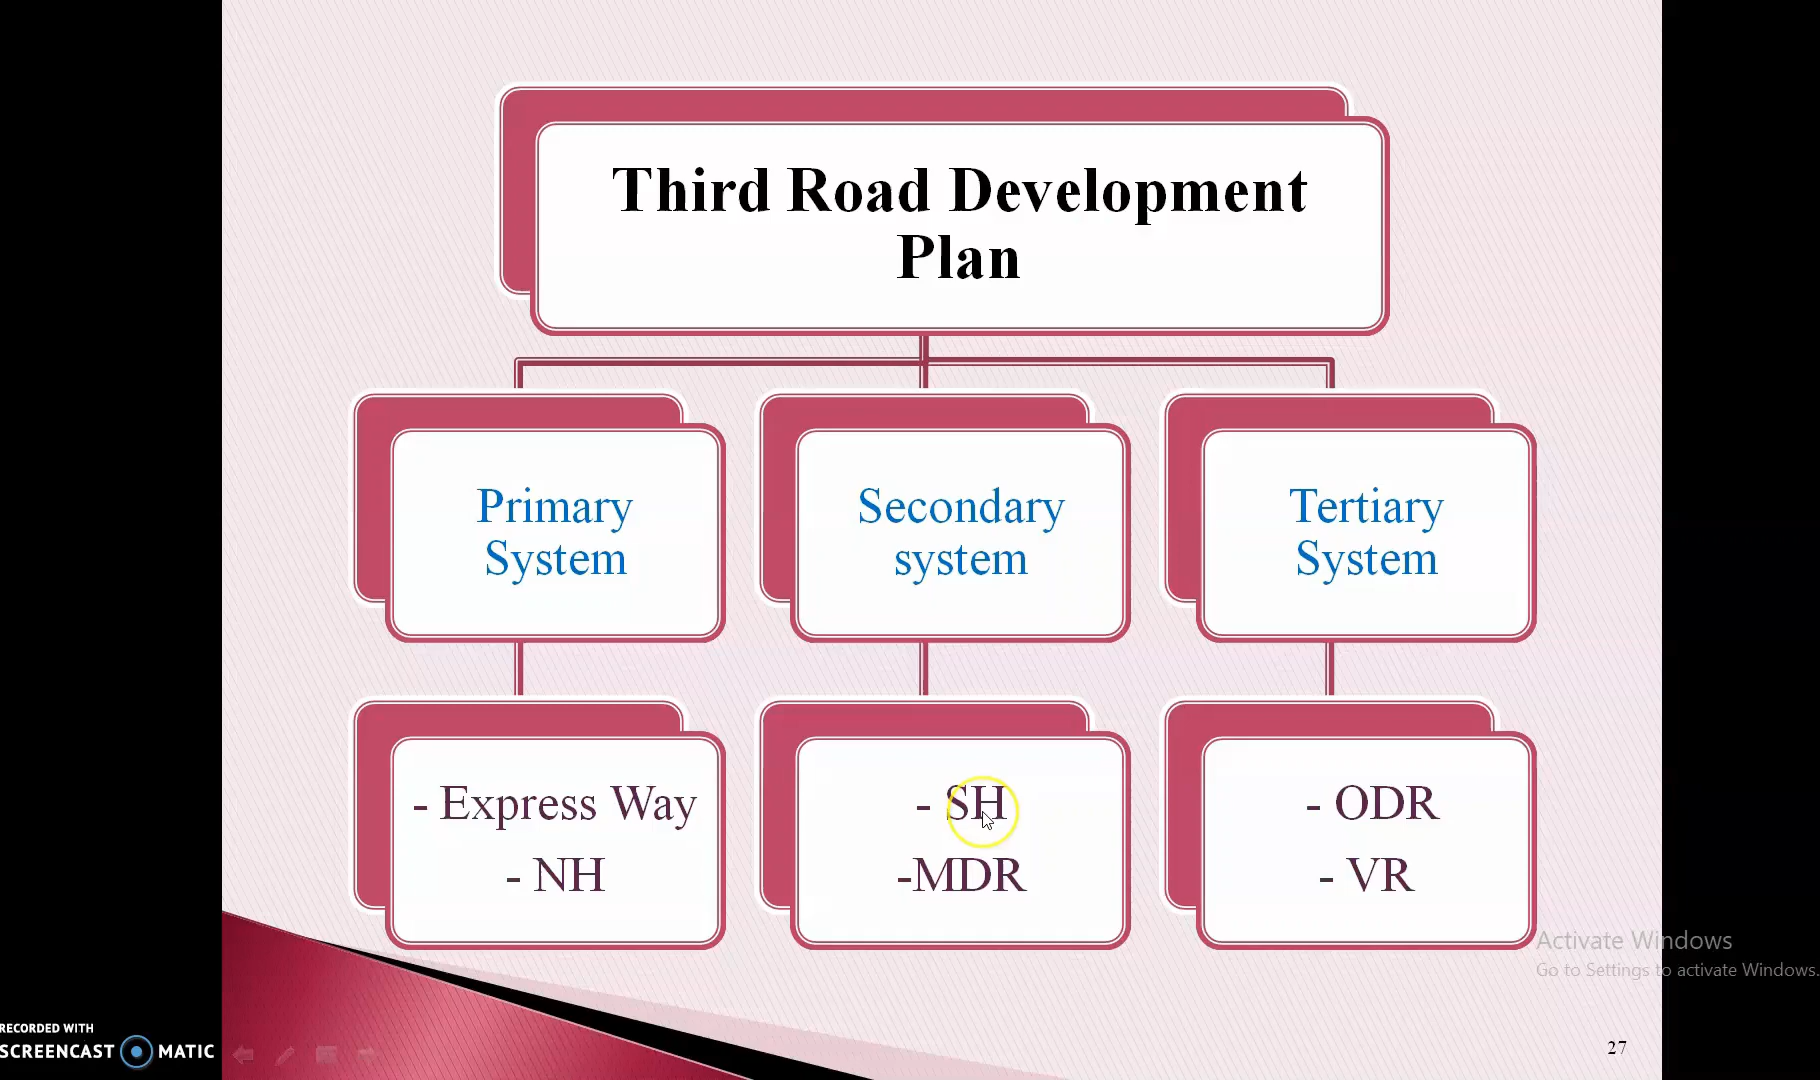 Third Road Development
Plan
Primary
System
Secondary
system
Tertiary
System
- Express Way
- NH
- SH
-MDR
- ODR
- VR
Activate Windows
Go to Settings to activate Windows.
RECORDED WITH
SCREENCAST MATIC
27